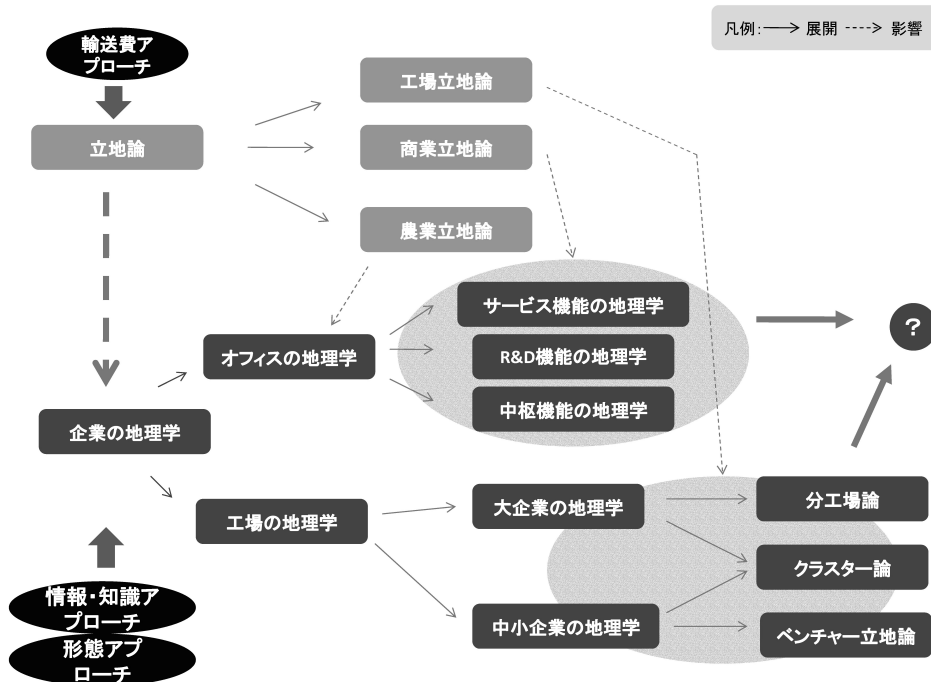 凡例: 展開 影響
輸送費ア
プローチ
工場立地論
立地論
商業立地論
農業立地論
サービス機能の地理学
?
オフィスの地理学
R&D機能の地理学
中枢機能の地理学
企業の地理学
大企業の地理学
分工場論
工場の地理学
クラスター論
情報・知識ア
プローチ
中小企業の地理学
ベンチャー立地論
形態アプ
ローチ